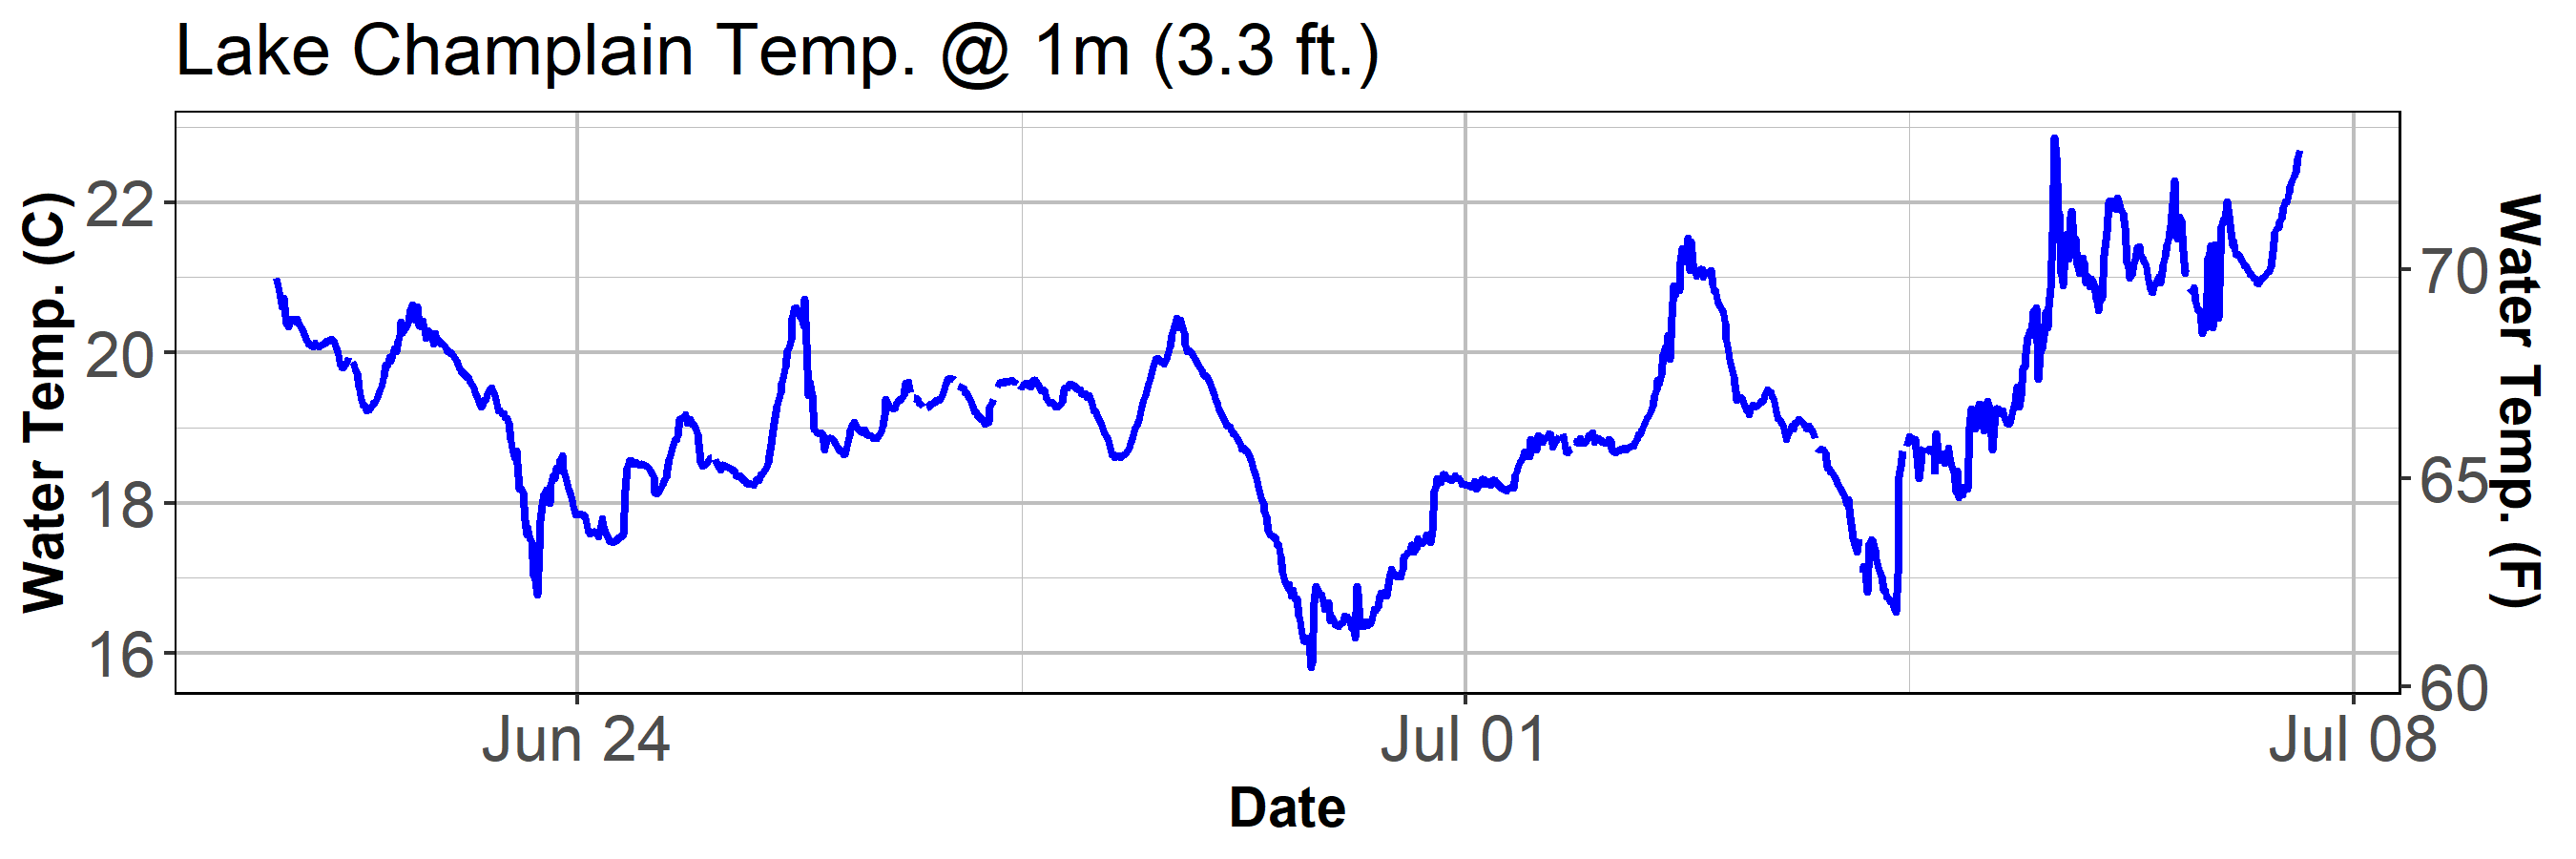 Lake Champlain Temp. @ 1m (3.3 ft.)
Water Temp. (C)
22
20
18
16
70
65
60
Water Temp. (F)
Jun 24 Jul 01 Jul 08
Date